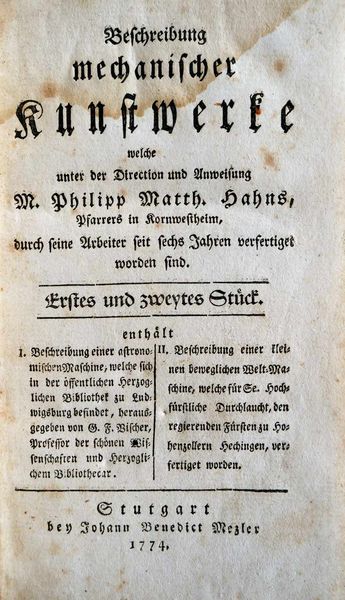 Beschreibung
mechanischer
Kunstwerke
welche
unter der Direction und Anweisung
M. Philipp Matth. Hahns,
Pfarrers in Kornwestheim,
durch seine Arbeiter seit sechs Jahren verfertiget
worden sind.
Erstes und zweytes Stück.
enthält
I. Beschreibung einer astrono-
mischen Maschine, welche sich
in der öffentlichen Herzog-
lichen Bibliothek zu Lud-
wigsburg befindet, heraus-
gegeben von G. F. Vischer,
Professor der schönen Wis-
senschaften und Herzogli-
chem Bibliothecar.
II. Beschreibung einer klei-
nen beweglichen Welt-Ma-
schine, welche für Se. Hoch-
fürstliche Durchlaucht, den
regierenden Fürsten zu Ho-
henzollern Hechingen, ver-
fertiget worden.
Stutgart
bey Johann Benedict Mezler
1774.